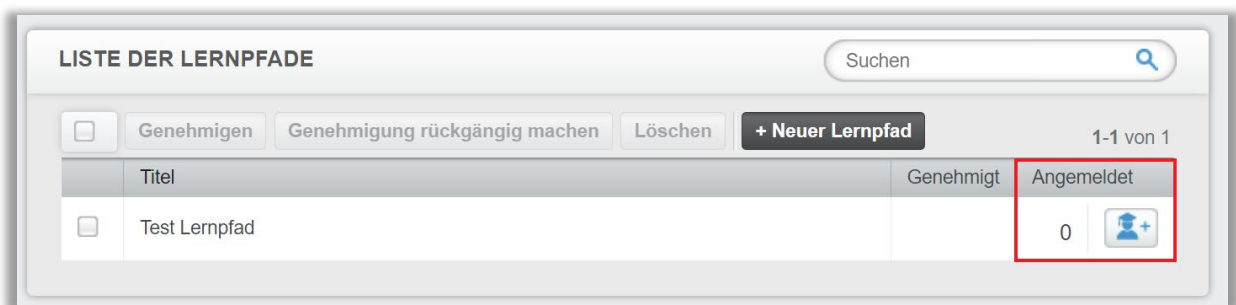 LISTE DER LERNPFADE
Suchen
Genehmigen Genehmigung rückgängig machen Löschen + Neuer Lernpfad 1-1 von 1
Titel Genehmigt Angemeldet
Test Lernpfad 0